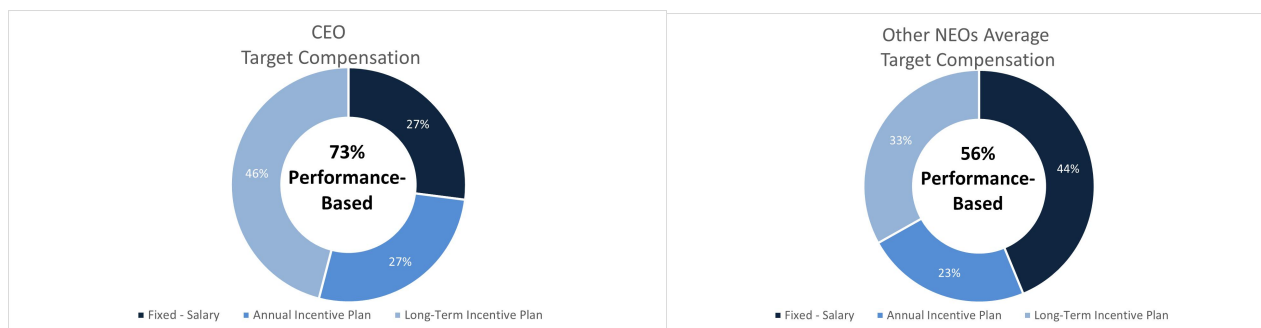 CEO
Target Compensation
27%
46%
73%
Performance-
Based
27%
Fixed - Salary Annual Incentive Plan Long-Term Incentive Plan
Other NEOs Average
Target Compensation
33%
56%
Performance-
Based
44%
23%
Fixed - Salary Annual Incentive Plan Long-Term Incentive Plan